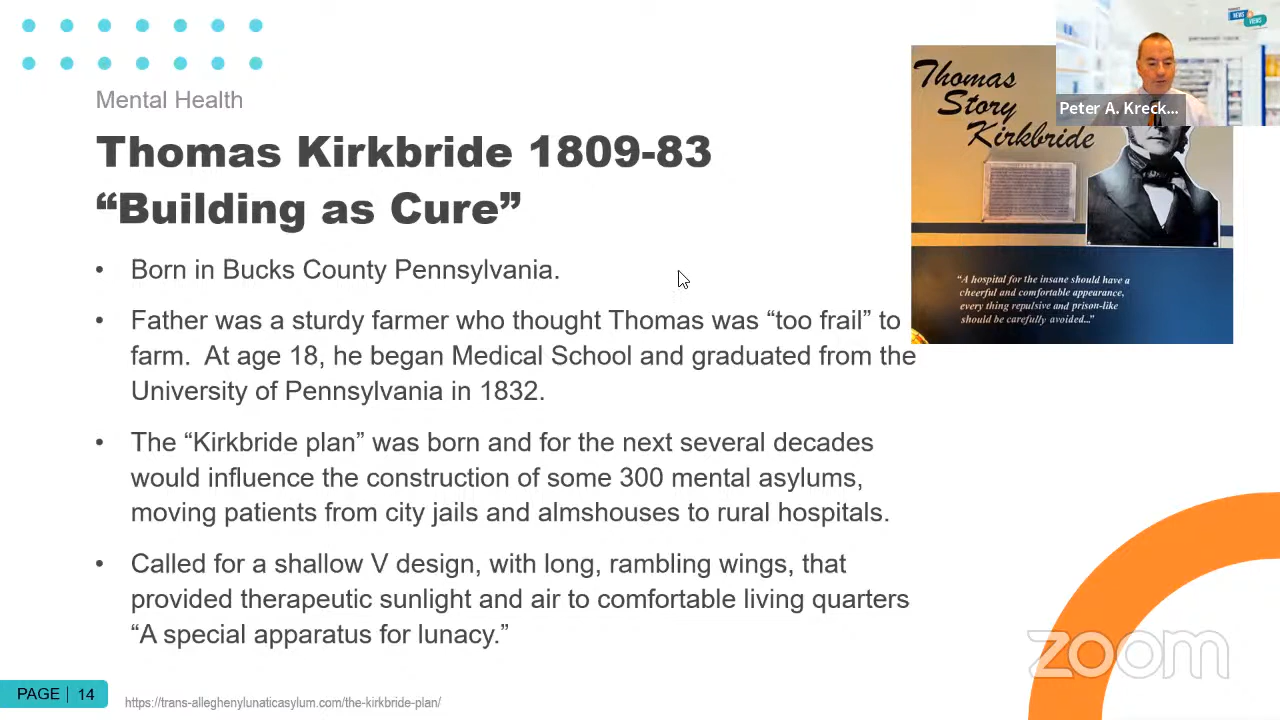 Mental Health
Thomas Kirkbride 1809-83
“Building as Cure”
• Born in Bucks County Pennsylvania.
• Father was a sturdy farmer who thought Thomas was “too frail” to
farm. At age 18, he began Medical School and graduated from the
University of Pennsylvania in 1832.
• The “Kirkbride plan” was born and for the next several decades
would influence the construction of some 300 mental asylums,
moving patients from city jails and almshouses to rural hospitals.
• Called for a shallow V design, with long, rambling wings, that
provided therapeutic sunlight and air to comfortable living quarters
“A special apparatus for lunacy.”
Thomas
Story
Kirkbride
“A hospital for the insane should have a
cheerful and comfortable appearance,
every thing repulsive and prison-like
should be carefully avoided...”
NEWS
VIEWS
Peter A. Kreck...
zoom
PAGE | 14
https://trans-alleghenylunaticasylum.com/the-kirkbride-plan/